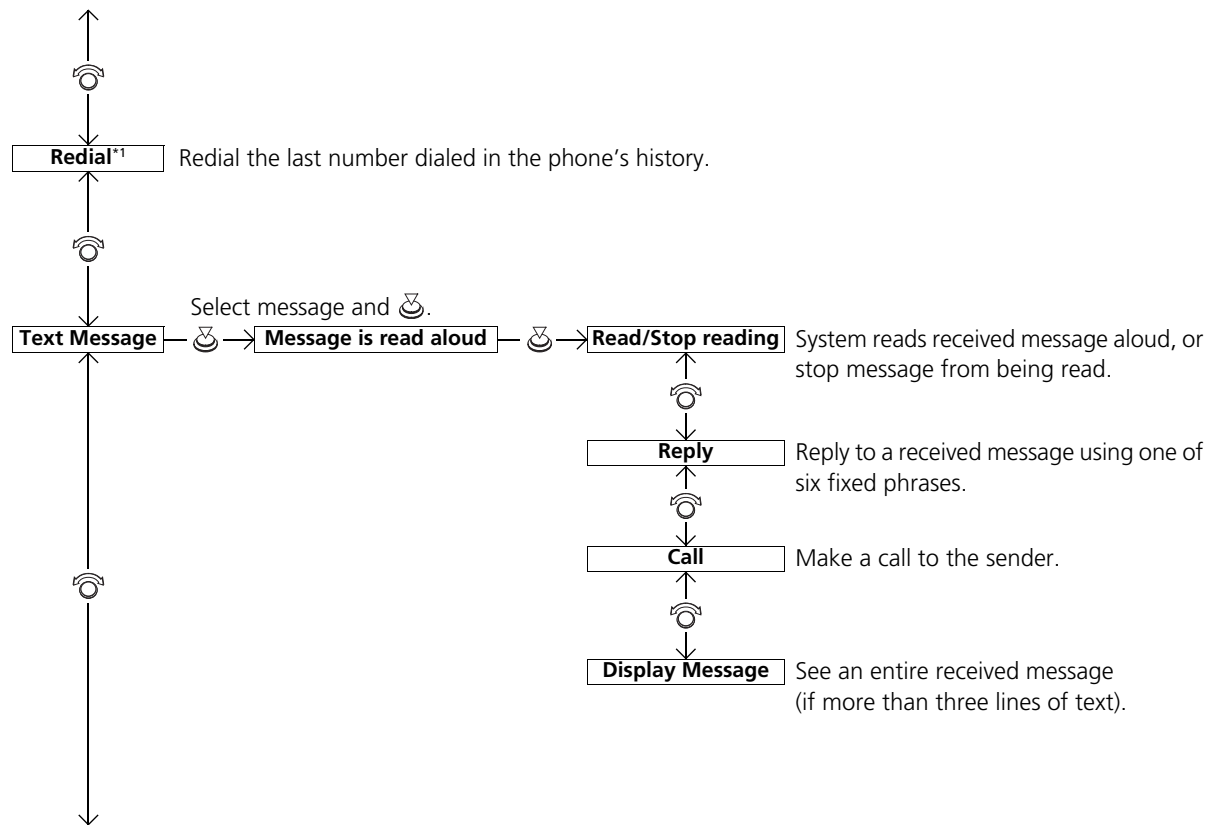 Redial*1 Redial the last number dialed in the phone’s history.
Select message and .
Text Message Message is read aloud Read/Stop reading System reads received message aloud, or
stop message from being read.
Reply Reply to a received message using one of
six fixed phrases.
Call Make a call to the sender.
Display Message See an entire received message
(if more than three lines of text).